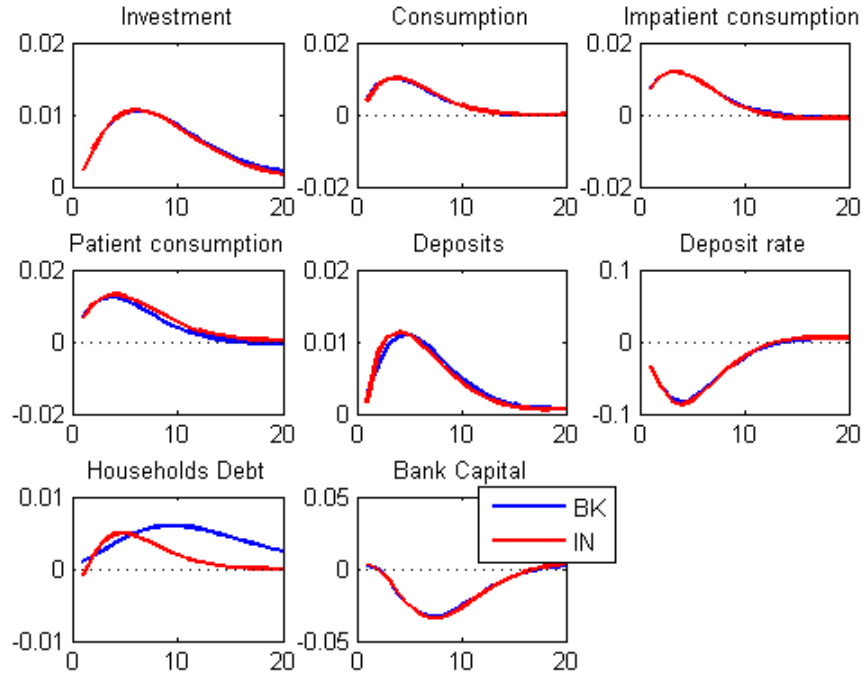 Investment
Consumption
Impatient consumption
0.02
0.01
0
0 10 20
0.02
0
-0.02
0 10 20
0.02
0
-0.02
0 10 20
Patient consumption
Deposits
Deposit rate
0.02
0
-0.02
0 10 20
0.02
0.01
0
0 10 20
0.1
0
-0.1
0 10 20
Households Debt
Bank Capital
0.01
0
-0.01
0 10 20
0.05
0
-0.05
0 10 20
BK
IN